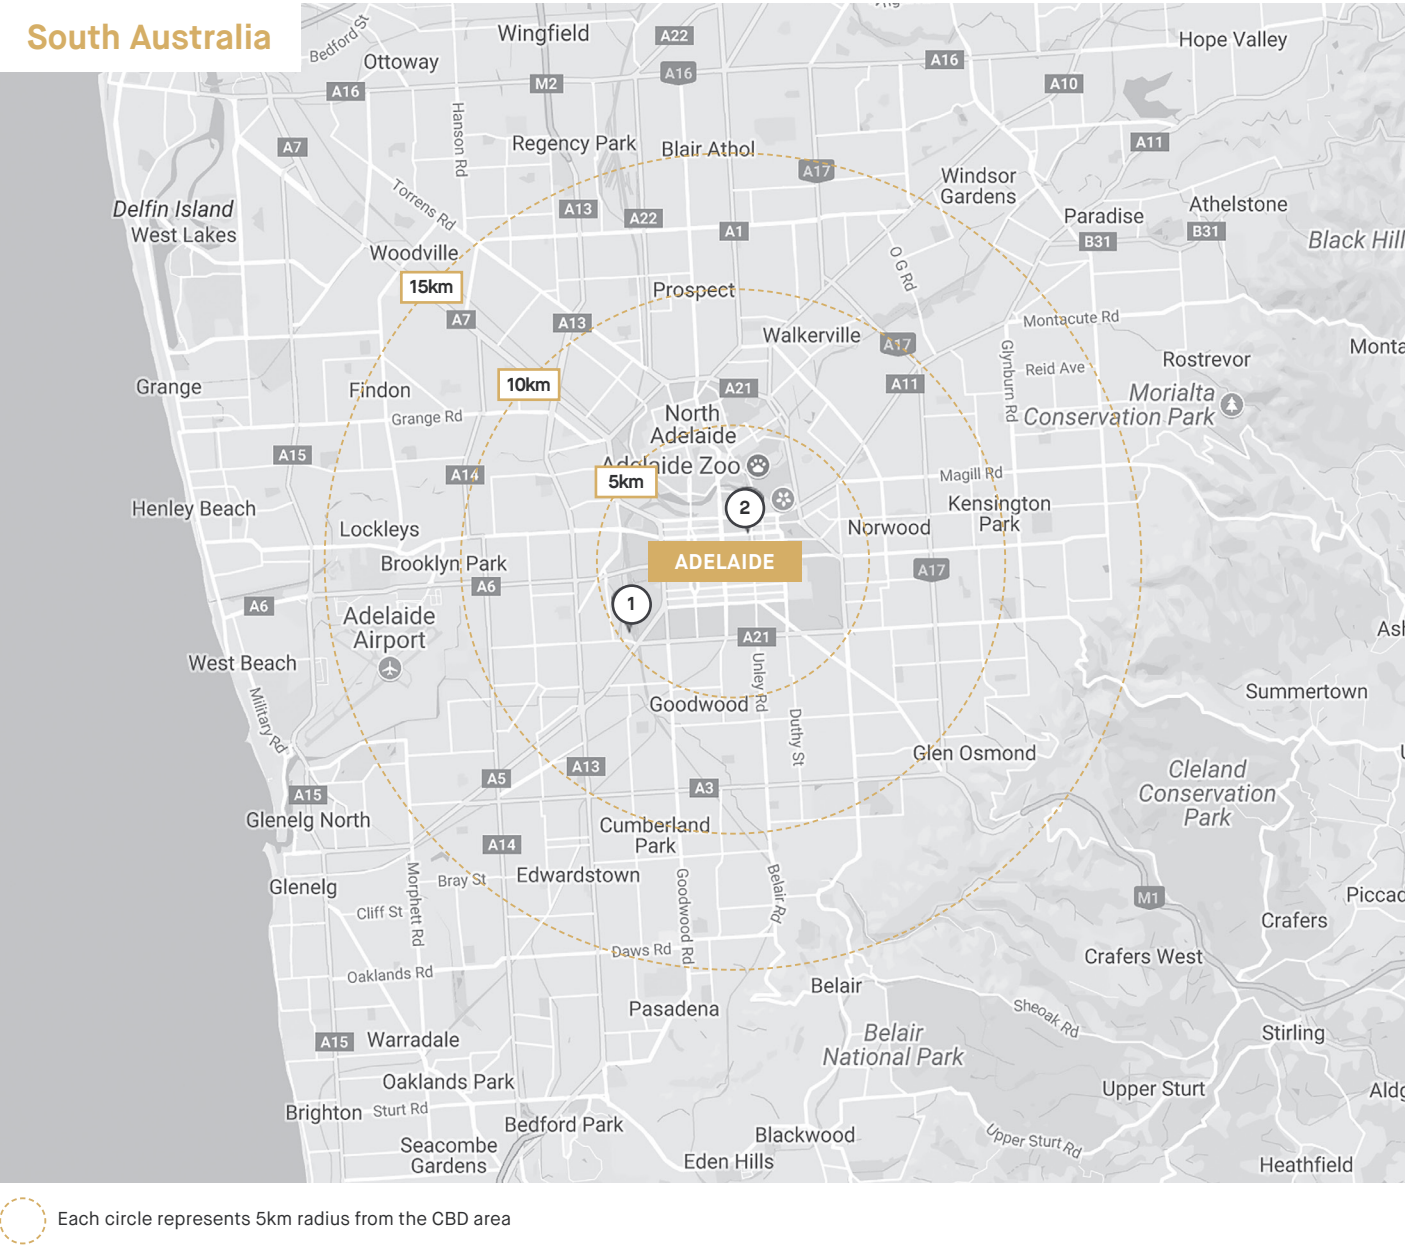 South Australia
Bedford St
Wingfield
A22
Hope Valley
Ottoway
A16
M2
A16
A16
A10
Hanson Rd
A7
Regency Park
Blair Athol
A11
A17
Windsor
Gardens
Torrens Rd
Delfin Island
West Lakes
A13
A22
A1
Paradise
Athelstone
B31
B31
Black Hill
Woodville
15km
O G Rd
Prospect
A7
A13
Walkerville
A17
Montacute Rd
Glynburn Rd
Rostrevor
Monta
Reid Ave
Grange
Findon
10km
A21
A11
Morialta
Conservation Park
Grange Rd
North
Adelaide
A15
A14
Adelaide Zoo
5km
Magill Rd
Henley Beach
2
Kensington
Park
Lockleys
Norwood
Brooklyn Park
ADELAIDE
A17
A6
A6
1
Adelaide
Airport
A21
Ash
West Beach
Unley Rd
Military Rd
Goodwood
Duthy St
Summertown
Glen Osmond
A5
A13
A3
Cleland
Conservation
Park
A15
Glenelg North
Cumberland
Park
A14
Glenelg
Morphett Rd
Bray St
Edwardstown
Goodwood Rd
Belair Rd
M1
Piccad
Cliff St
Crafers
Daws Rd
Crafers West
Oaklands Rd
Belair
Pasadena
Sheoak Rd
A15
Warradale
Belair
National Park
Stirling
Oaklands Park
Upper Sturt
Aldg
Brighton
Sturt Rd
Bedford Park
Blackwood
Upper Sturt Rd
Seacombe
Gardens
Eden Hills
Heathfield
Each circle represents 5km radius from the CBD area